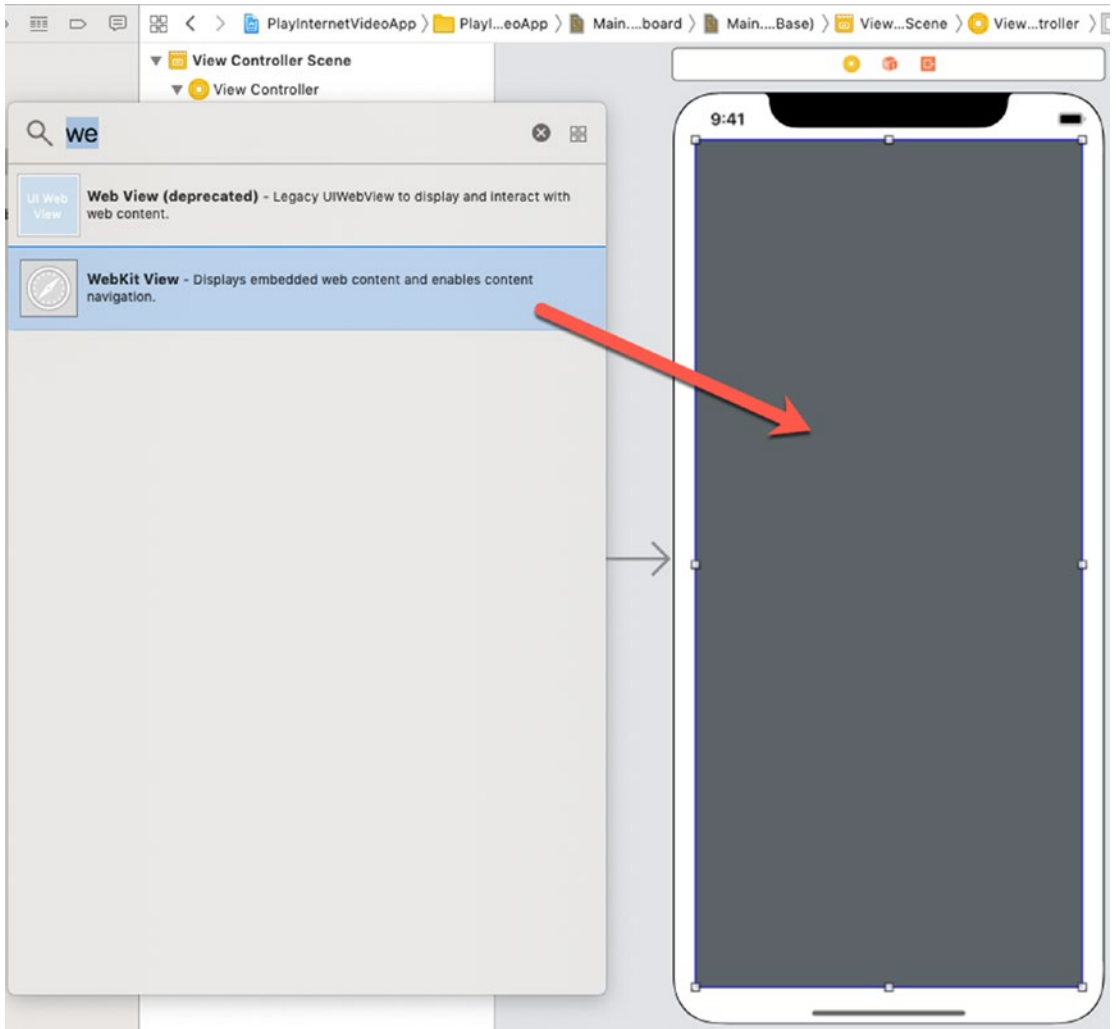 PlayInternetVideoApp 〉 Playl...eoApp 〉 Main....board 〉 Main....Base) 〉 View...Scene 〉 View...troller 〉
View Controller Scene
View Controller
we
UI Web
View
Web View (deprecated) - Legacy UIWebView to display and interact with
web content.
WebKit View - Displays embedded web content and enables content
navigation.
9:41